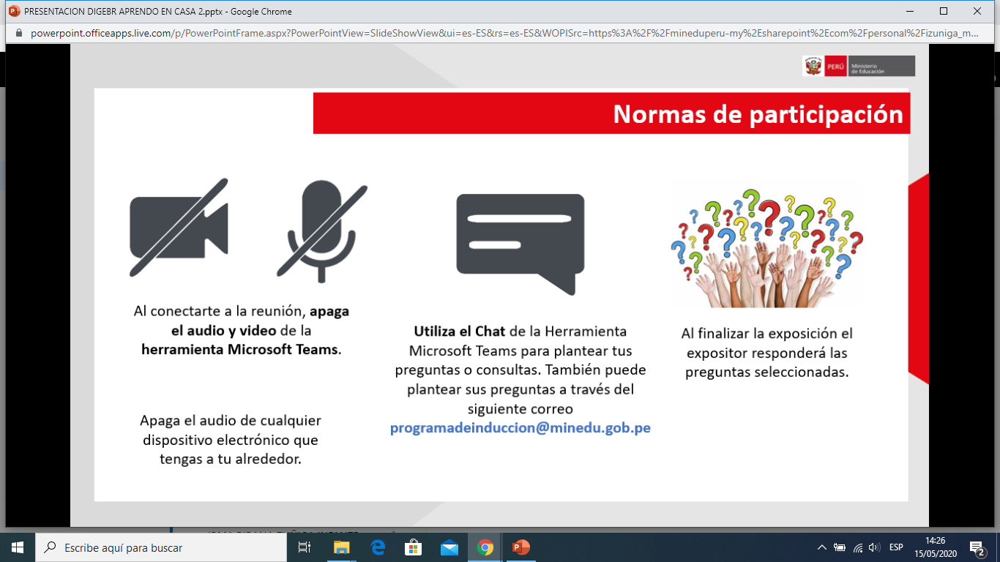 PRESENTACION DIGEBR APRENDO EN CASA 2.pptx - Google Chrome
powerpoint.officeapps.live.com/p/PowerPointFrame.aspx?PowerPointView=SlideShowView&ui=es-ES&rs=es-ES&WOPISrc=https%3A%2F%2Fmineduperu-my%2Esharepoint%2Ecom%2Fpersonal%2Fizuniga_m...
PERÚ
Ministerio
de Educación
Normas de participación
Al conectarte a la reunión, apaga
el audio y video de la
herramienta Microsoft Teams.
Apaga el audio de cualquier
dispositivo electrónico que
tengas a tu alrededor.
Utiliza el Chat de la Herramienta
Microsoft Teams para plantear tus
preguntas o consultas. También puede
plantear sus preguntas a través del
siguiente correo
programadeinduccion@minedu.gob.pe
Al finalizar la exposición el
expositor responderá las
preguntas seleccionadas.
Escribe aquí para buscar
ESP
14:26
15/05/2020
2